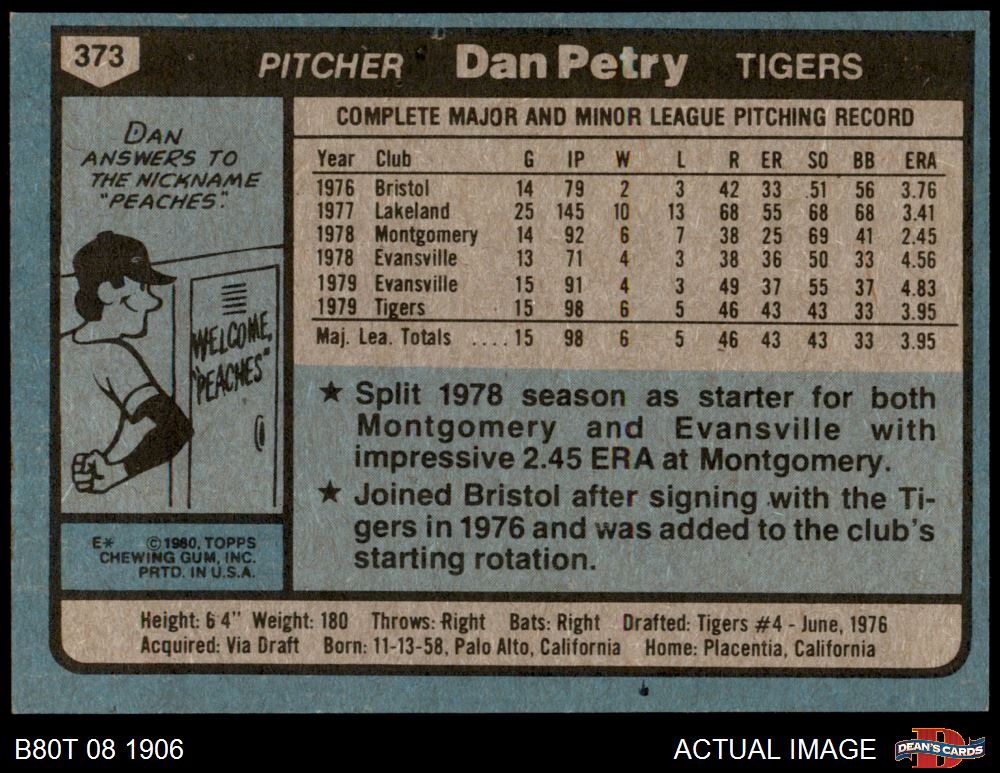 373
PITCHER Dan Petry TIGERS
DAN
ANSWERS TO
THE NICKNAME
"PEACHES".
WELCOME,
"PEACHES"
E* © 1980, TOPPS
CHEWING GUM, INC.
PRTD. IN U.S.A.
COMPLETE MAJOR AND MINOR LEAGUE PITCHING RECORD
Year Club G IP W L R ER SO BB ERA
1976 Bristol 14 79 2 3 42 33 51 56 3.76
1977 Lakeland 25 145 10 13 68 55 68 68 3.41
1978 Montgomery 14 92 6 7 38 25 69 41 2.45
1978 Evansville 13 71 4 3 38 36 50 33 4.56
1979 Evansville 15 91 4 3 49 37 55 37 4.83
1979 Tigers 15 98 6 5 46 43 43 33 3.95
Maj. Lea. Totals ....15 98 6 5 46 43 43 33 3.95
★ Split 1978 season as starter for both
Montgomery and Evansville with
impressive 2.45 ERA at Montgomery.
★ Joined Bristol after signing with the Ti-
gers in 1976 and was added to the club's
starting rotation.
Height: 6'4" Weight: 180 Throws: Right Bats: Right Drafted: Tigers #4 - June, 1976
Acquired: Via Draft Born: 11-13-58, Palo Alto, California Home: Placentia, California
B80T 08 1906
ACTUAL IMAGE
D
DEAN'S CARDS